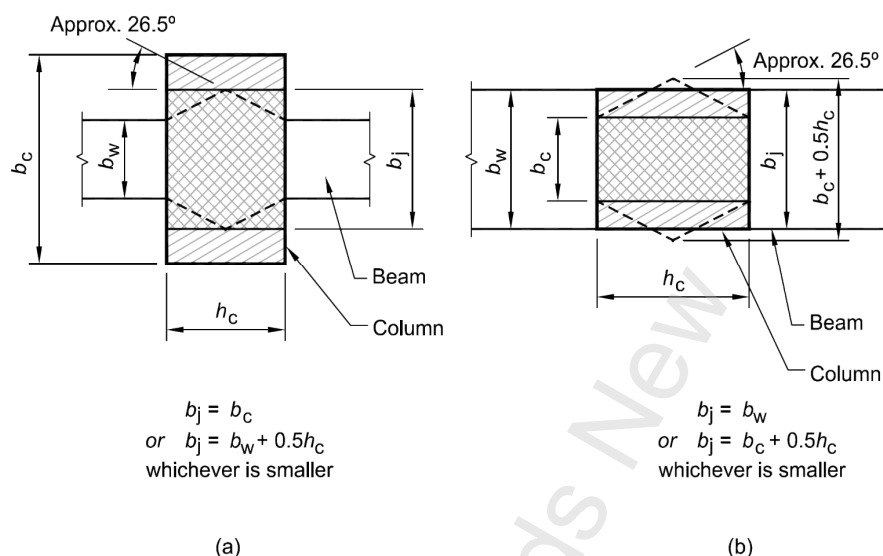 Approx. 26.5º
b_c
b_w
b_j
Beam
h_c
Column
b_j = b_c
or b_j = b_w + 0.5h_c
whichever is smaller
(a)
Approx. 26.5º
b_w
b_c
b_j
b_c + 0.5h_c
h_c
Beam
Column
b_j = b_w
or b_j = b_c + 0.5h_c
whichever is smaller
(b)
ds New